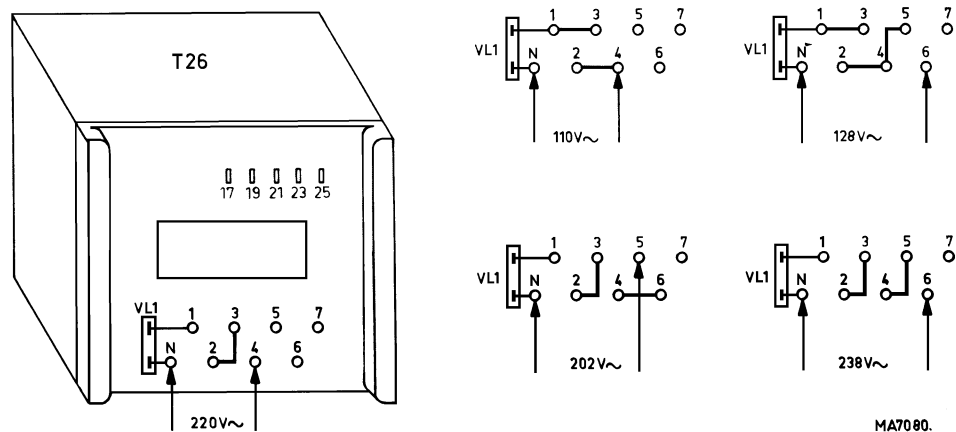 T26
17 19 21 23 25
VL1
1 3 5 7
N 2 4 6
220V~
1 3 5 7
VL1
N 2 4 6
110V~
1 3 5 7
VL1
N 2 4 6
128V~
1 3 5 7
VL1
N 2 4 6
202V~
1 3 5 7
VL1
N 2 4 6
238V~
MA7080.